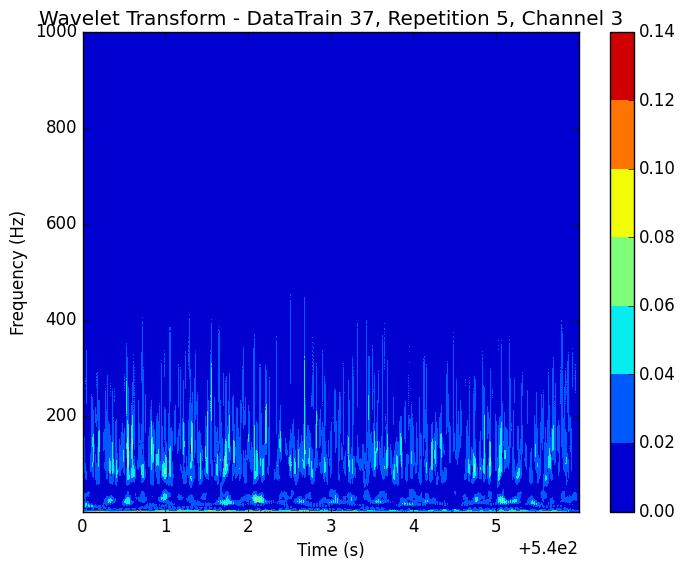 Wavelet Transform - DataTrain 37, Repetition 5, Channel 3
1000
800
600
400
200
Frequency (Hz)
0 1 2 3 4 5
+5.4e2
Time (s)
0.14
0.12
0.10
0.08
0.06
0.04
0.02
0.00